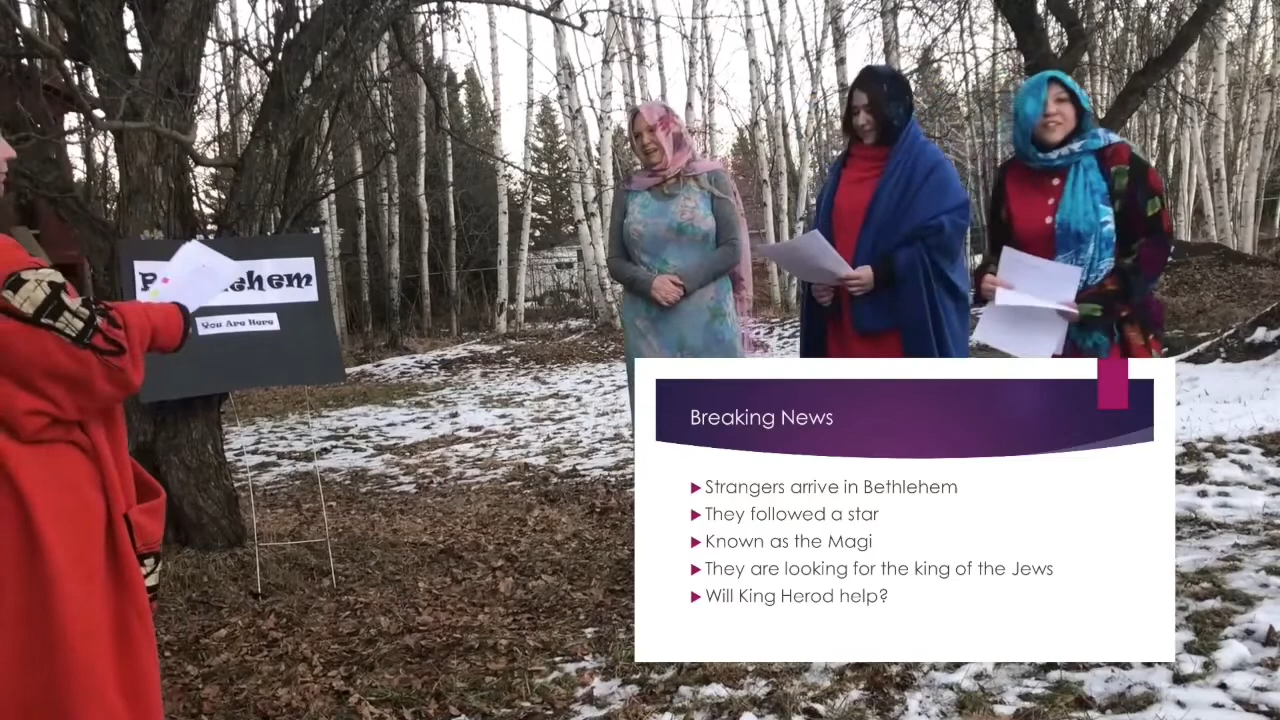 You Are Here
Breaking News
Strangers arrive in Bethlehem
They followed a star
Known as the Magi
They are looking for the king of the Jews
Will King Herod help?